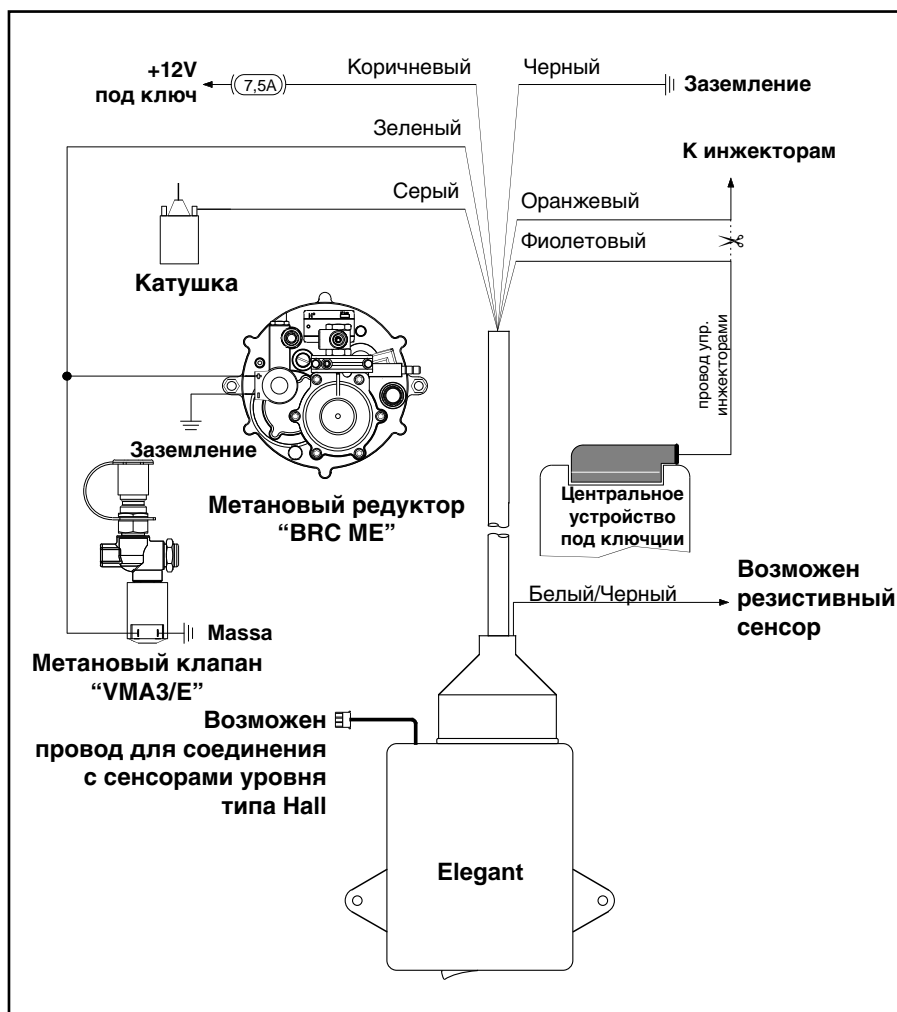 +12V
под ключ
7,5A
Коричневый
Черный
Заземление
Зеленый
К инжекторам
Серый
Оранжевый
Фиолетовый
Катушка
провод упр.
инжекторами
Заземление
Метановый редуктор
“BRC ME”
Центральное
устройство
под ключции
Белый/Черный
Возможен
резистивный
сенсор
Massa
Метановый клапан
“VMA3/E”
Возможен
провод для соединения
с сенсорами уровня
типа Hall
Elegant